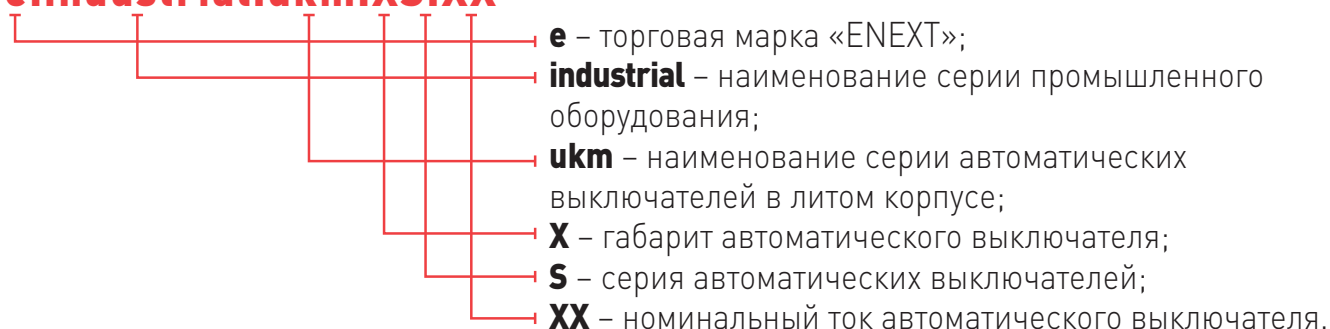 e – торговая марка «ENEXT»;
industrial – наименование серии промышленного
оборудования;
ukm – наименование серии автоматических
выключателей в литом корпусе;
X – габарит автоматического выключателя;
S – серия автоматических выключателей;
XX – номинальный ток автоматического выключателя.